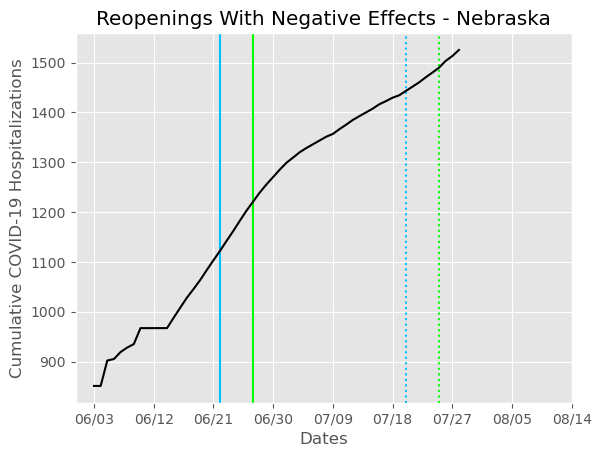 Reopenings With Negative Effects - Nebraska
Cumulative COVID-19 Hospitalizations
1500
1400
1300
1200
1100
1000
900
06/03 06/12 06/21 06/30 07/09 07/18 07/27 08/05 08/14
Dates